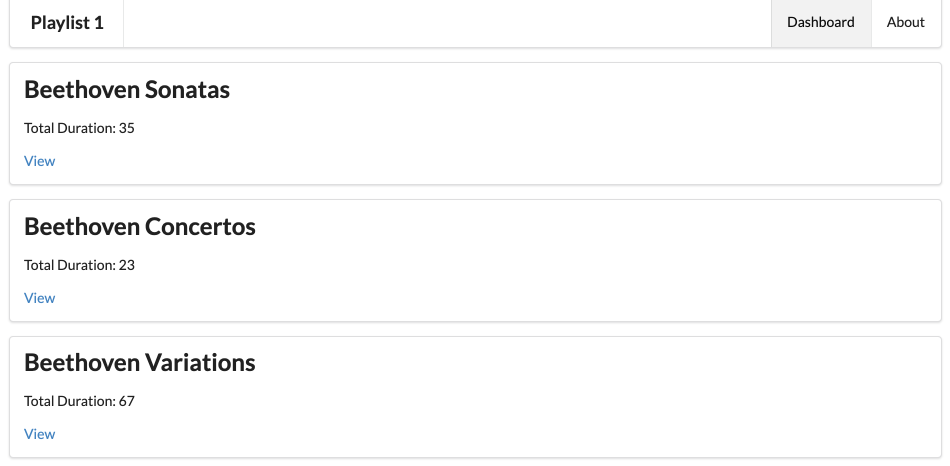 Playlist 1 Dashboard About
Beethoven Sonatas
Total Duration: 35
View
Beethoven Concertos
Total Duration: 23
View
Beethoven Variations
Total Duration: 67
View